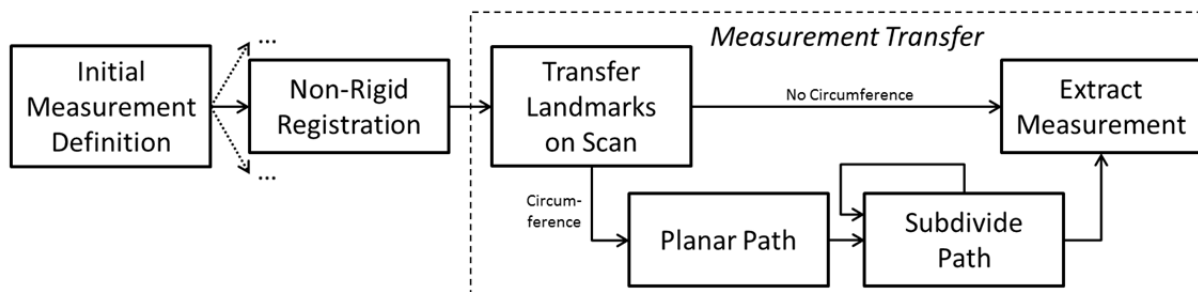 Measurement Transfer
...
Initial
Measurement
Definition
Non-Rigid
Registration
...
Transfer
Landmarks
on Scan
No Circumference
Extract
Measurement
Circum-
ference
Planar Path
Subdivide
Path